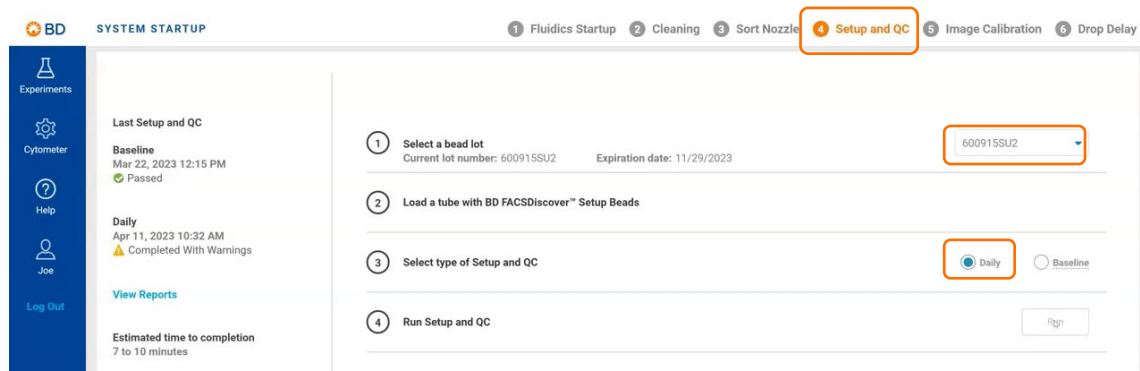 BD
SYSTEM STARTUP
1 Fluidics Startup 2 Cleaning 3 Sort Nozzle 4 Setup and QC 5 Image Calibration 6 Drop Delay
Experiments
Cytometer
Help
Joe
Log Out
Last Setup and QC
Baseline
Mar 22, 2023 12:15 PM
Passed
Daily
Apr 11, 2023 10:32 AM
Completed With Warnings
View Reports
Estimated time to completion
7 to 10 minutes
1 Select a bead lot
Current lot number: 600915SU2 Expiration date: 11/29/2023
600915SU2
2 Load a tube with BD FACSDiscover™ Setup Beads
3 Select type of Setup and QC
Daily Baseline
4 Run Setup and QC
Run